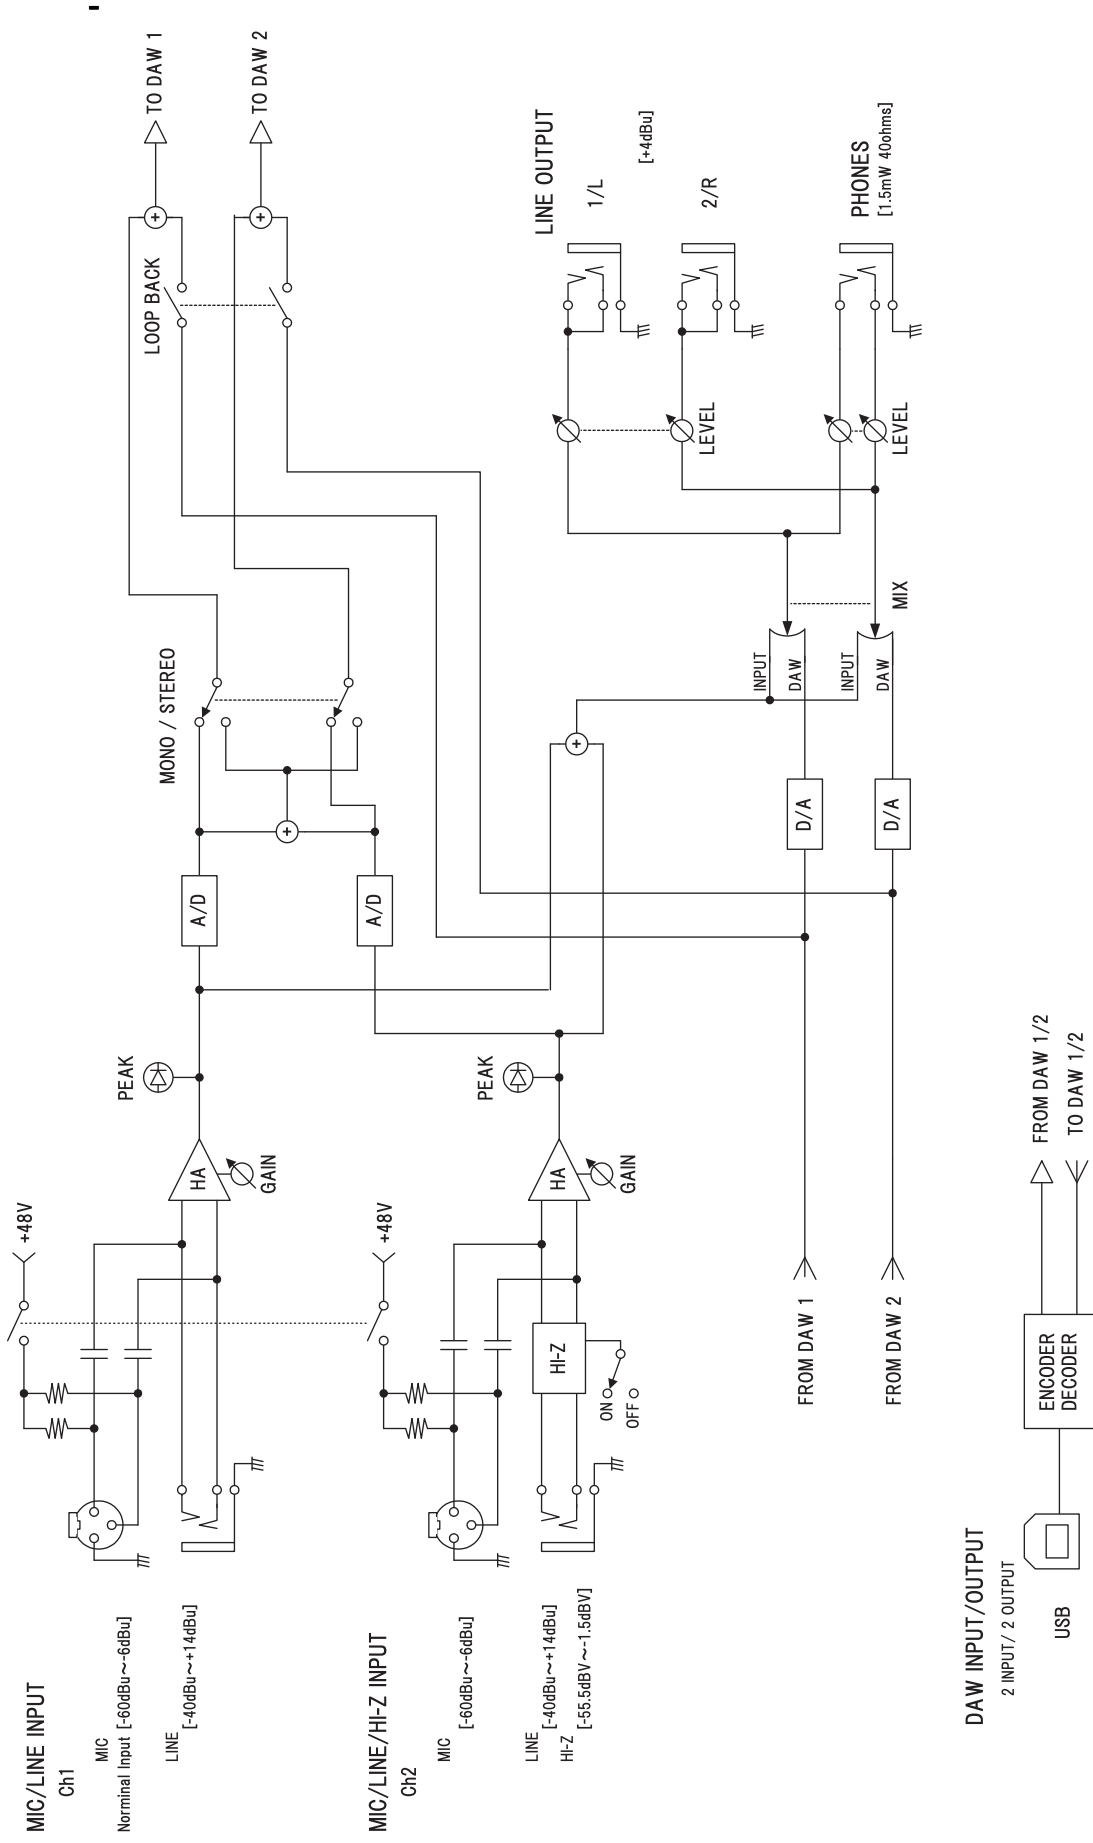 MIC/LINE INPUT
Ch1
MIC
Norminal Input [-60dBu~-6dBu]
LINE
[-40dBu~+14dBu]
+48V
HA
GAIN
PEAK
A/D
MONO / STEREO
LOOP BACK
TO DAW 1
TO DAW 2
MIC/LINE/HI-Z INPUT
Ch2
MIC
[-60dBu~-6dBu]
LINE
[-40dBu~+14dBu]
HI-Z
[-55.5dBV~-1.5dBV]
+48V
HI-Z
ON
OFF
HA
GAIN
PEAK
A/D
LINE OUTPUT
1/L
[+4dBu]
2/R
LEVEL
PHONES
[1.5mW 40ohms]
LEVEL
MIX
INPUT
DAW
INPUT
DAW
D/A
D/A
FROM DAW 1
FROM DAW 2
DAW INPUT/OUTPUT
2 INPUT/ 2 OUTPUT
USB
ENCODER
DECODER
FROM DAW 1/2
TO DAW 1/2